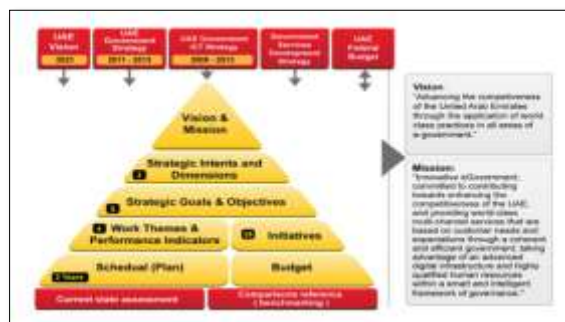 UAE
Vision
2021
UAE
Government
Strategy
2011 - 2013
UAE Government
ICT Strategy
Government
Services
Development
Strategy
UAE
Federal
Budget
Vision &
Mission
Strategic Intents and
Dimensions
Strategic Goals & Objectives
Work Themes
& Performance Indicators
Initiatives
Schedual (Plan)
Budget
3 Years
Current state assessment
Comparisons reference
( benchmarking )
Vision
"Advancing the competiveness
of the United Arab Emirates
through the application of world
class practices in all areas of
e-government."
Mission:
"Innovative eGovernment:
committed to contributing
towards enhancing the
competiveness of the UAE,
and providing world-class
multi-channel services that are
based on customer needs and
expectations through a coherent
and efficient government; taking
advantage of an advanced
digital infrastructure and highly
qualified human resources
within a smart and intelligent
framework of governance."